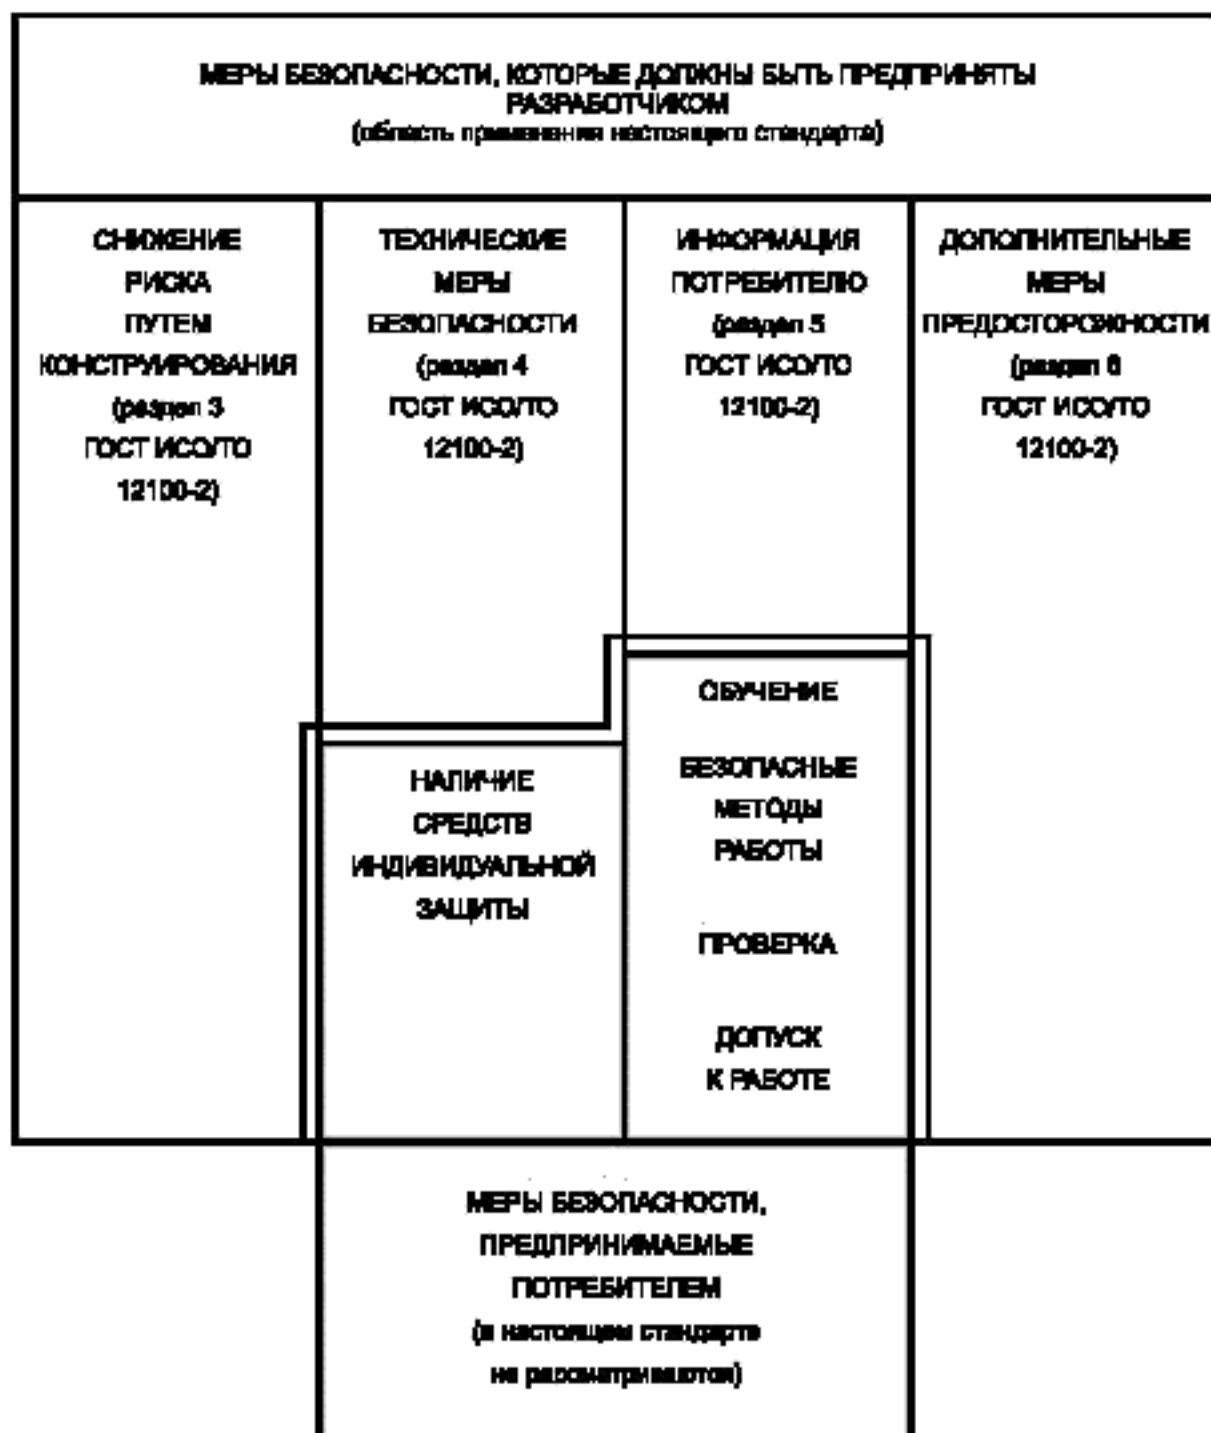 МЕРЫ БЕЗОПАСНОСТИ, КОТОРЫЕ ДОЛЖНЫ БЫТЬ ПРЕДПРИНЯТЫ
РАЗРАБОТЧИКОМ
(область применения настоящего стандарта)
СНИЖЕНИЕ
РИСКА
ПУТЕМ
КОНСТРУИРОВАНИЯ
(раздел 3
ГОСТ ИСО/ТО
12100-2)
ТЕХНИЧЕСКИЕ
МЕРЫ
БЕЗОПАСНОСТИ
(раздел 4
ГОСТ ИСО/ТО
12100-2)
ИНФОРМАЦИЯ
ПОТРЕБИТЕЛЮ
(раздел 5
ГОСТ ИСО/ТО
12100-2)
ДОПОЛНИТЕЛЬНЫЕ
МЕРЫ
ПРЕДОСТОРОЖНОСТИ
(раздел 6
ГОСТ ИСО/ТО
12100-2)
НАЛИЧИЕ
СРЕДСТВ
ИНДИВИДУАЛЬНОЙ
ЗАЩИТЫ
ОБУЧЕНИЕ
БЕЗОПАСНЫЕ
МЕТОДЫ
РАБОТЫ
ПРОВЕРКА
ДОПУСК
К РАБОТЕ
МЕРЫ БЕЗОПАСНОСТИ,
ПРЕДПРИНИМАЕМЫЕ
ПОТРЕБИТЕЛЕМ
(в настоящем стандарте
не рассматриваются)